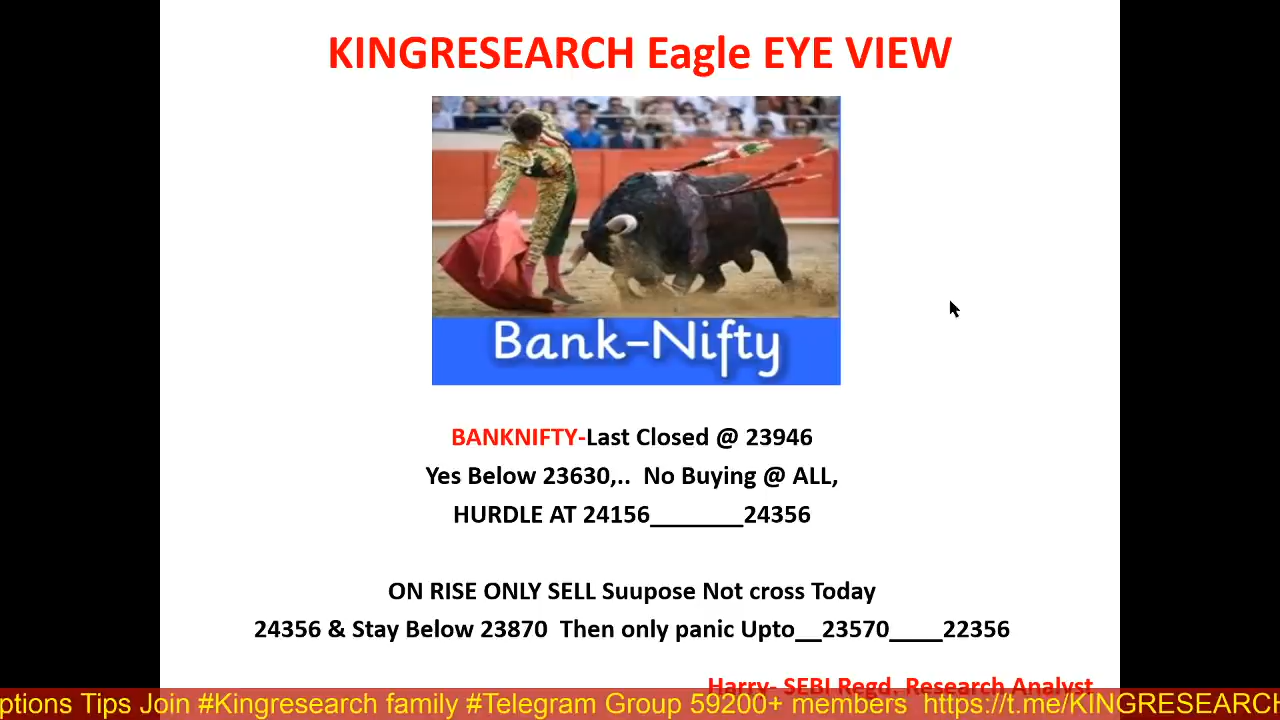 KINGRESEARCH Eagle EYE VIEW
Bank-Nifty
BANKNIFTY-Last Closed @ 23946
Yes Below 23630,.. No Buying @ ALL,
HURDLE AT 24156_______24356
ON RISE ONLY SELL Suupose Not cross Today
24356 & Stay Below 23870 Then only panic Upto__23570____22356
Harry- SEBI Regd. Research Analyst
ptions Tips Join #Kingresearch family #Telegram Group 59200+ members https://t.me/KINGRESEARCH